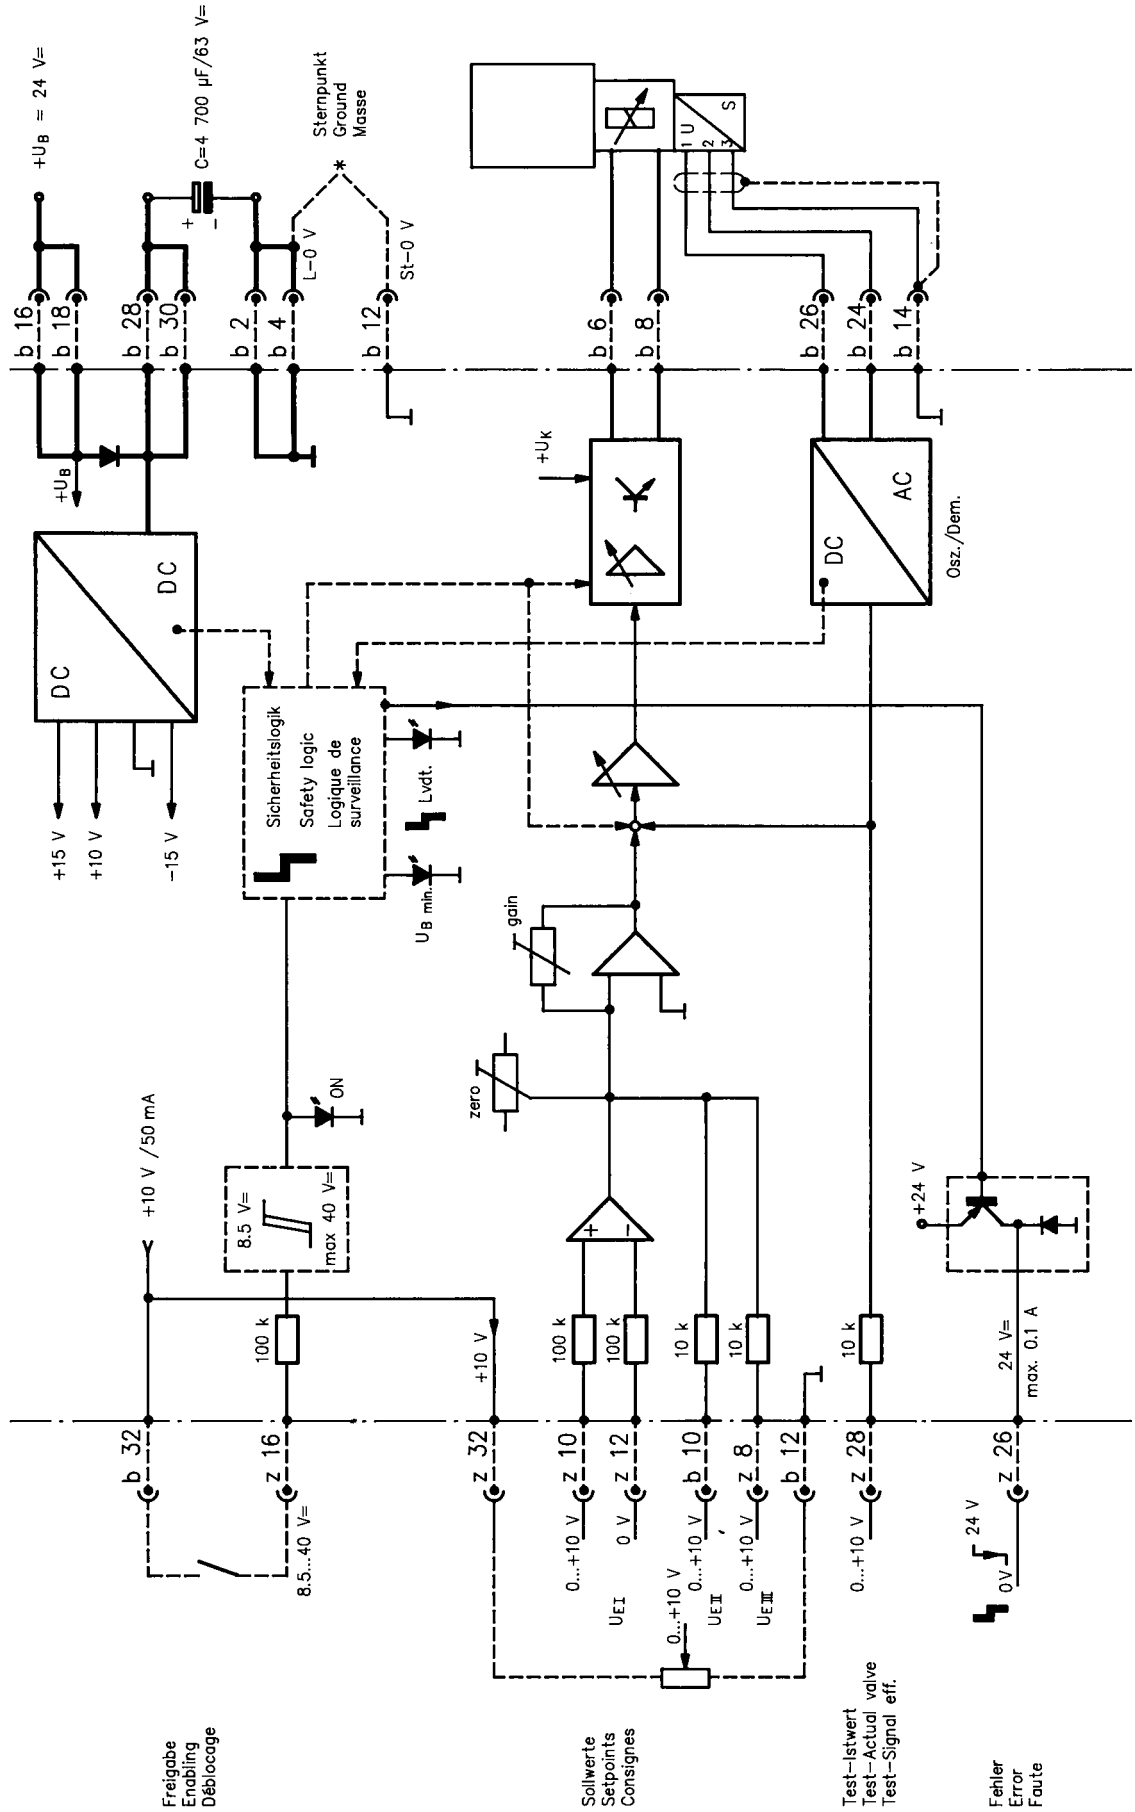 Freigabe
Enabling
Déblocage
b 32
z 16
8.5...40 V=
+10 V /50 mA
100 k
8.5 V=
max 40 V=
ON
Sicherheitslogik
Safety logic
Logique de
surveillance
UB min.
Lvdt.
+15 V
+10 V
-15 V
DC
DC
+UB
b 16
b 18
b 28
b 30
b 2
b 4
b 12
+UB = 24 V=
+
-
C=4 700 µF/63 V=
L-0 V
St-0 V
*
Sternpunkt
Ground
Masse
Sollwerte
Setpoints
Consignes
z 32
+10 V
0...+10 V
z 10
100 k
+
UEI
0 V
z 12
100 k
-
0...+10 V
UEII
0...+10 V
b 10
10 k
UEIII
0...+10 V
z 8
10 k
b 12
zero
gain
+UK
b 6
b 8
1
2
3
U
S
b 26
b 24
b 14
DC
AC
Osz./Dem.
Test-Istwert
Test-Actual valve
Test-Signal eff.
0...+10 V
z 28
10 k
Fehler
Error
Faute
0V
24 V
z 26
24 V=
max. 0.1 A
+24 V